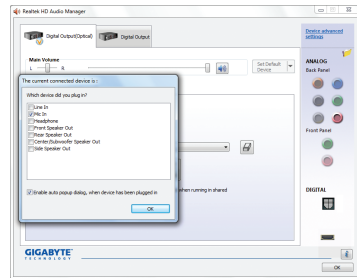 Realtek HD Audio Manager
Device advanced settings
Digital Output(Optical)
Digital Output
Main Volume
L
R
Set Default
Device
ANALOG
Back Panel
The current connected device is :
Which device did you plug in?
Line In
Mic In
Headphone
Front Speaker Out
Rear Speaker Out
Center/Subwoofer Speaker Out
Side Speaker Out
Front Panel
Enable auto popup dialog, when device has been plugged in
when running in shared
DIGITAL
OK
GIGABYTE
TECHNOLOGY
OK